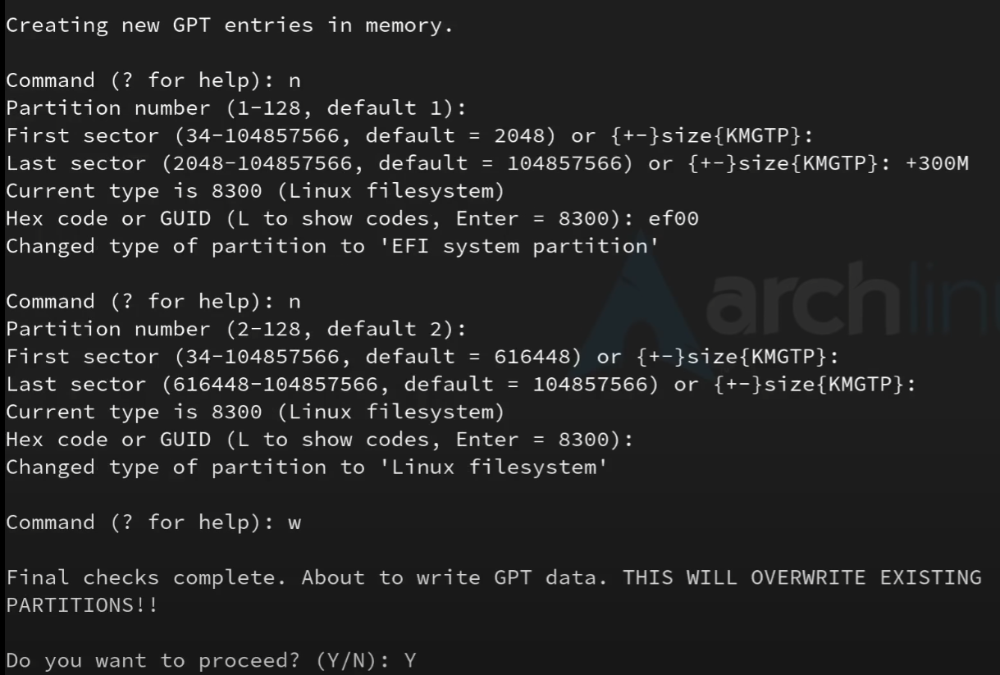 Creating new GPT entries in memory.
Command (? for help): n
Partition number (1-128, default 1):
First sector (34-104857566, default = 2048) or {+-}size{KMGTP}:
Last sector (2048-104857566, default = 104857566) or {+-}size{KMGTP}: +300M
Current type is 8300 (Linux filesystem)
Hex code or GUID (L to show codes, Enter = 8300): ef00
Changed type of partition to 'EFI system partition'
Command (? for help): n
Partition number (2-128, default 2):
First sector (34-104857566, default = 616448) or {+-}size{KMGTP}:
Last sector (616448-104857566, default = 104857566) or {+-}size{KMGTP}:
Current type is 8300 (Linux filesystem)
Hex code or GUID (L to show codes, Enter = 8300):
Changed type of partition to 'Linux filesystem'
Command (? for help): w
Final checks complete. About to write GPT data. THIS WILL OVERWRITE EXISTING
PARTITIONS!!
Do you want to proceed? (Y/N): Y
archlinu